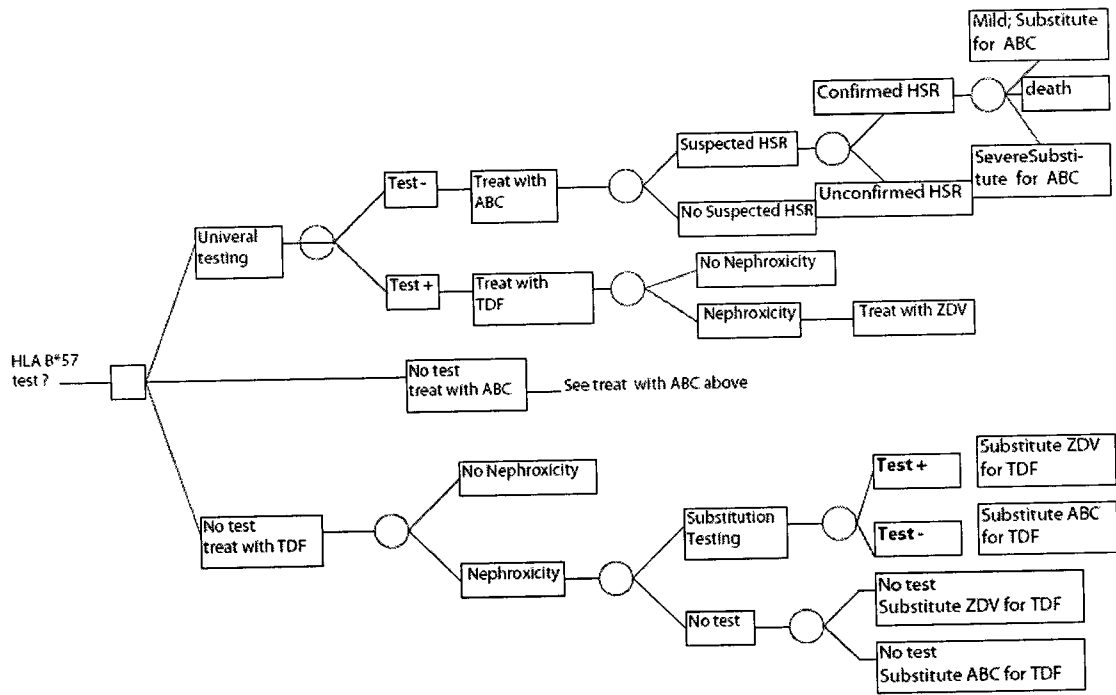 Mild; Substitute
for ABC
Confirmed HSR
death
Suspected HSR
SevereSubsti-
tute for ABC
Test -
Treat with
ABC
Unconfirmed HSR
No Suspected HSR
Univeral
testing
No Nephroxicity
Test +
Treat with
TDF
Nephroxicity
Treat with ZDV
HLA B*57
test ?
No test
treat with ABC
See treat with ABC above
Substitute ZDV
for TDF
Test +
No Nephroxicity
Substitution
Testing
Substitute ABC
for TDF
Test -
No test
treat with TDF
Nephroxicity
No test
Substitute ZDV for TDF
No test
No test
Substitute ABC for TDF